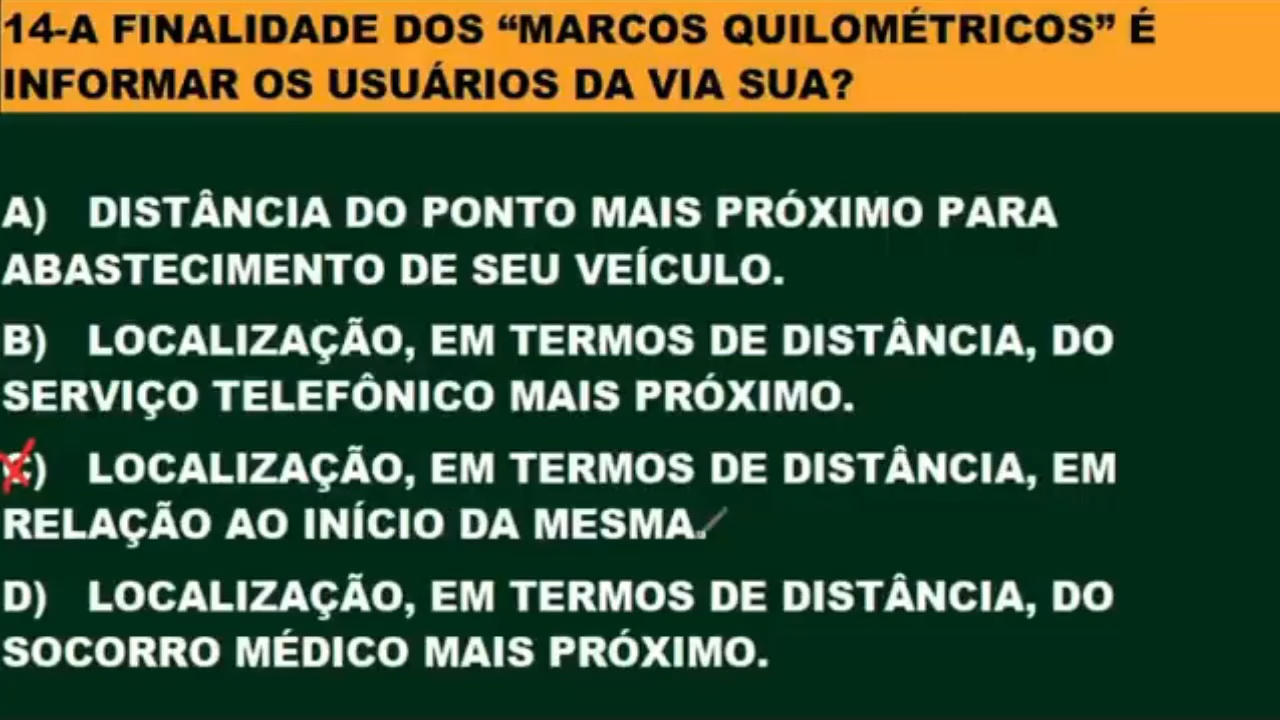 14-A FINALIDADE DOS “MARCOS QUILOMÉTRICOS” É
INFORMAR OS USUÁRIOS DA VIA SUA?
A) DISTÂNCIA DO PONTO MAIS PRÓXIMO PARA
ABASTECIMENTO DE SEU VEÍCULO.
B) LOCALIZAÇÃO, EM TERMOS DE DISTÂNCIA, DO
SERVIÇO TELEFÔNICO MAIS PRÓXIMO.
C) LOCALIZAÇÃO, EM TERMOS DE DISTÂNCIA, EM
RELAÇÃO AO INÍCIO DA MESMA.
D) LOCALIZAÇÃO, EM TERMOS DE DISTÂNCIA, DO
SOCORRO MÉDICO MAIS PRÓXIMO.